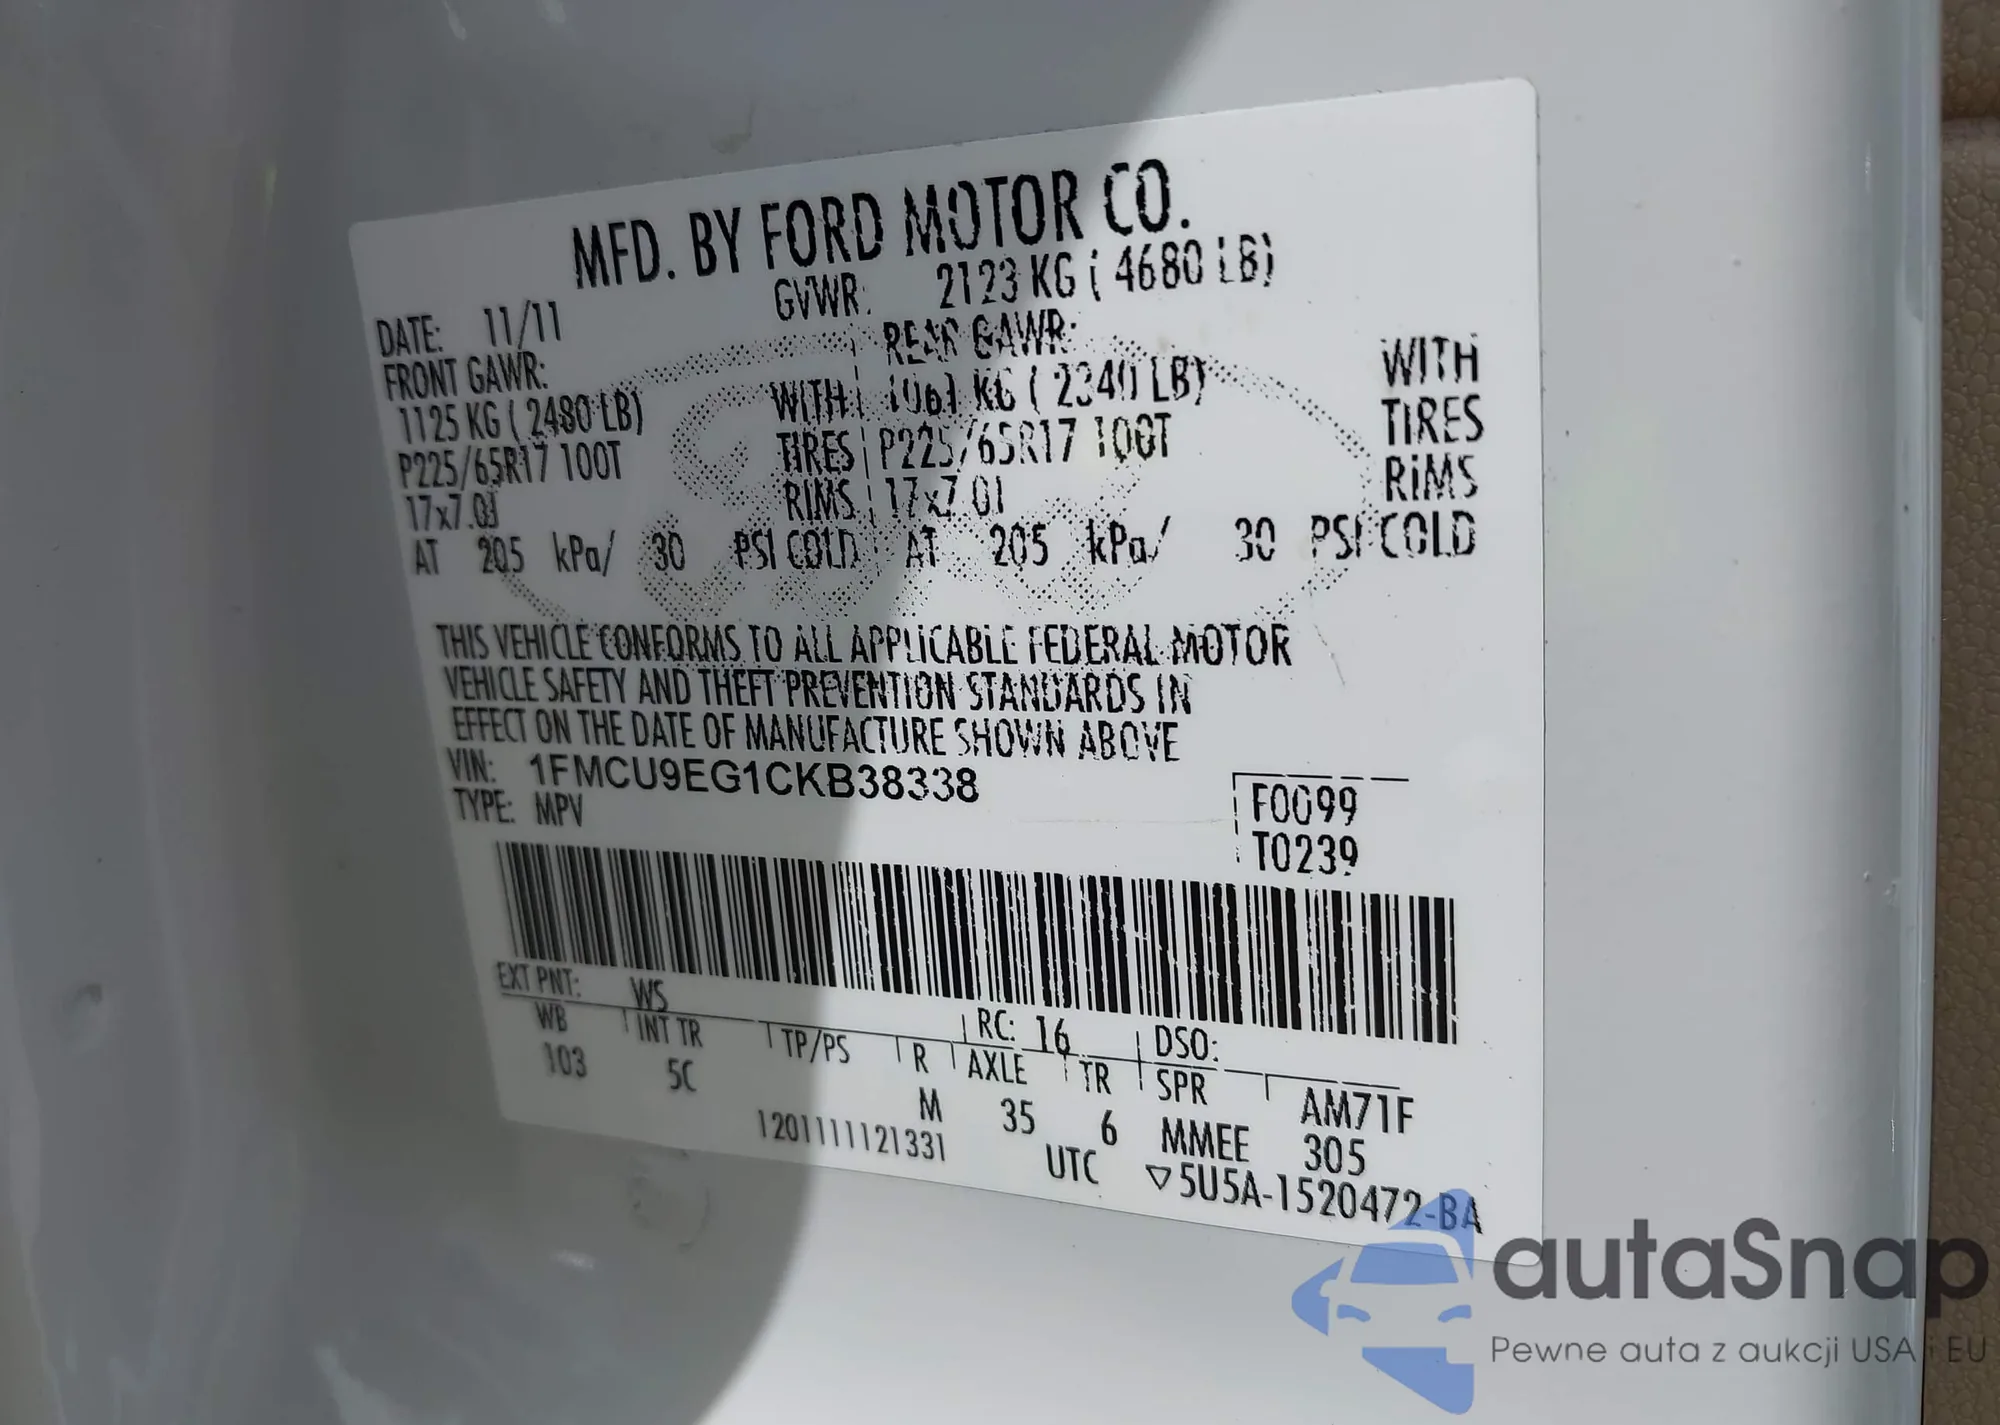 MFD. BY FORD MOTOR CO.
DATE: 11/11 GVWR: 2123 KG ( 4680 LB)
FRONT GAWR: REAR GAWR:
1125 KG ( 2480 LB) WITH 1061 KG ( 2340 LB) WITH
P225/65R17 100T TIRES P225/65R17 100T TIRES
17x7.0J RIMS 17x7.0J RIMS
AT 205 kPa/ 30 PSI COLD AT 205 kPa/ 30 PSI COLD
THIS VEHICLE CONFORMS TO ALL APPLICABLE FEDERAL MOTOR
VEHICLE SAFETY AND THEFT PREVENTION STANDARDS IN
EFFECT ON THE DATE OF MANUFACTURE SHOWN ABOVE
VIN: 1FMCU9EG1CKB38338
TYPE: MPV
F0099
T0239
EXT PNT: WS RC: 16 DSO:
WB INT TR TP/PS R AXLE TR SPR AM71F
103 5C M 35 6 MMEE 305
1201111121331 UTC ▽5U5A-1520472-BA
autaSnap
Pewne auta z aukcji USA i EU